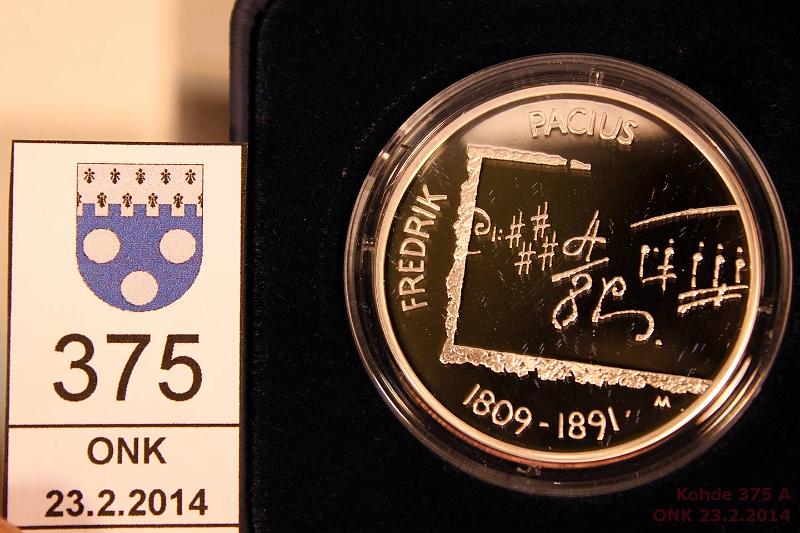 375
ONK
23.2.2014
FREDRIK
PACIUS
1809-1891
M
Kohde 375 A
ONK 23.2.2014